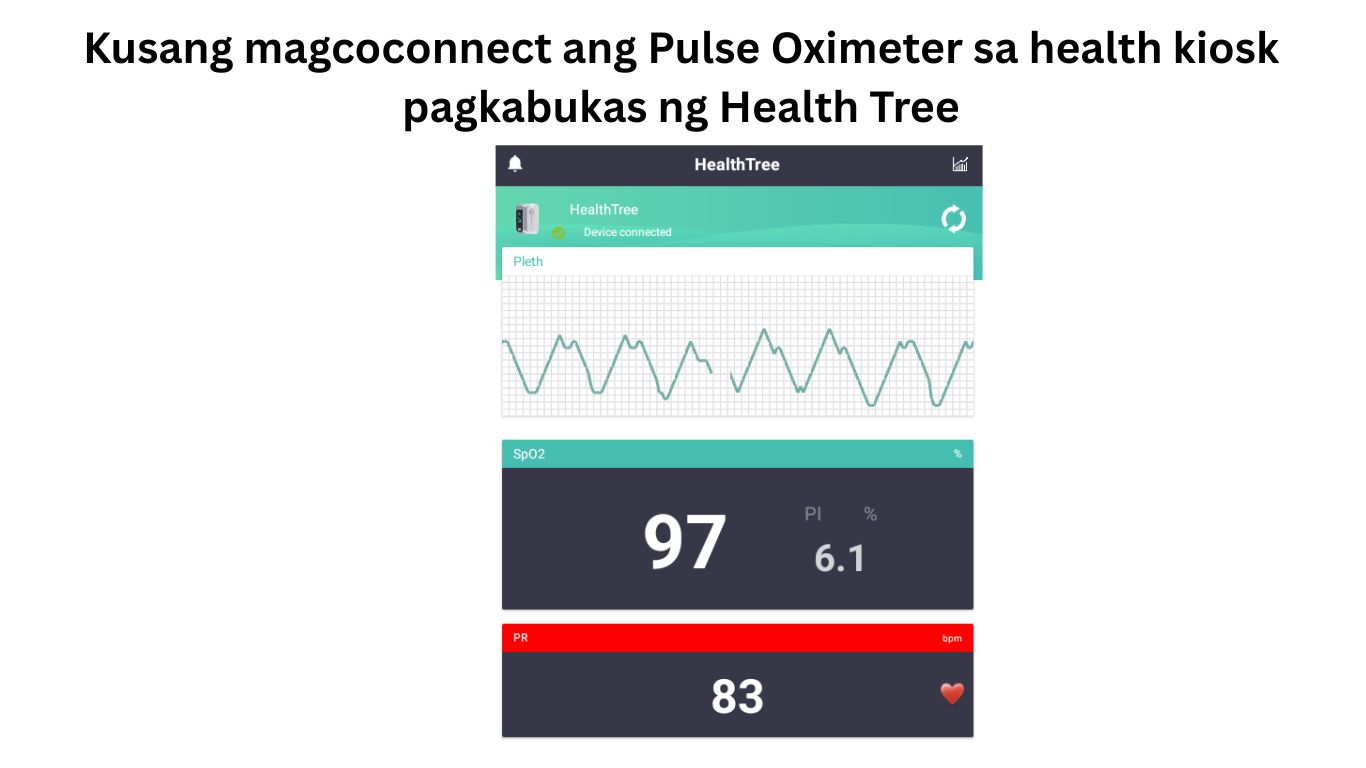 Kusang magcoconnect ang Pulse Oximeter sa health kiosk
pagkabukas ng Health Tree
HealthTree
HealthTree
Device connected
Pleth
SpO2 %
PI %
97
6.1
PR bpm
83